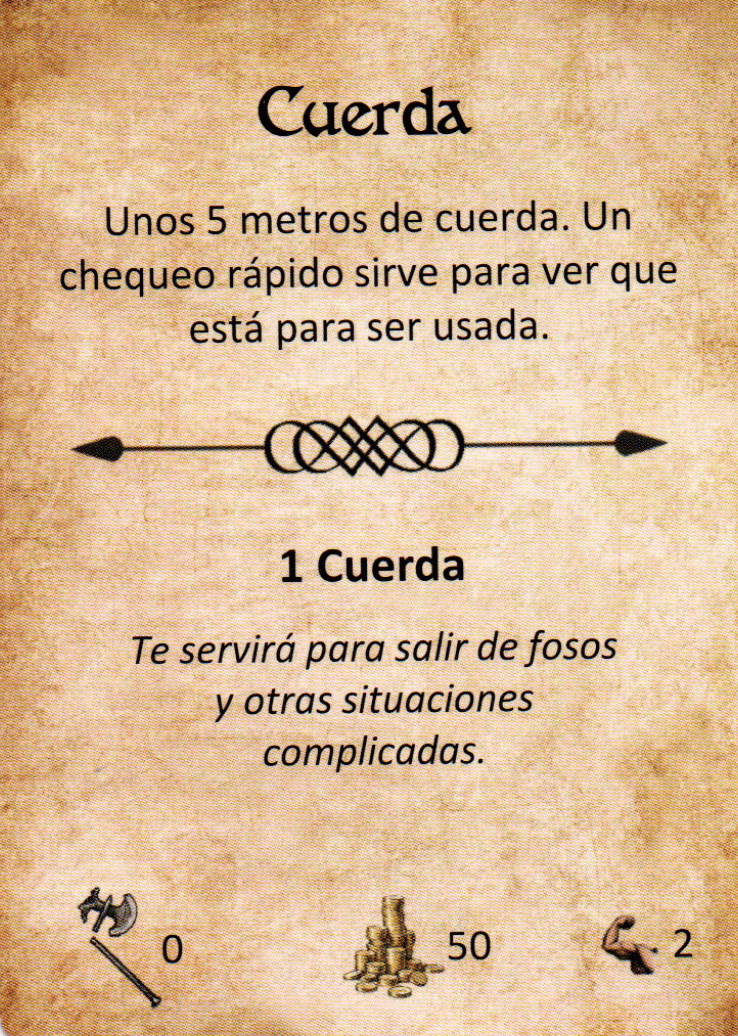 Cuerda
Unos 5 metros de cuerda. Un
chequeo rápido sirve para ver que
está para ser usada.
1 Cuerda
Te servirá para salir de fosos
y otras situaciones
complicadas.
0 50 2